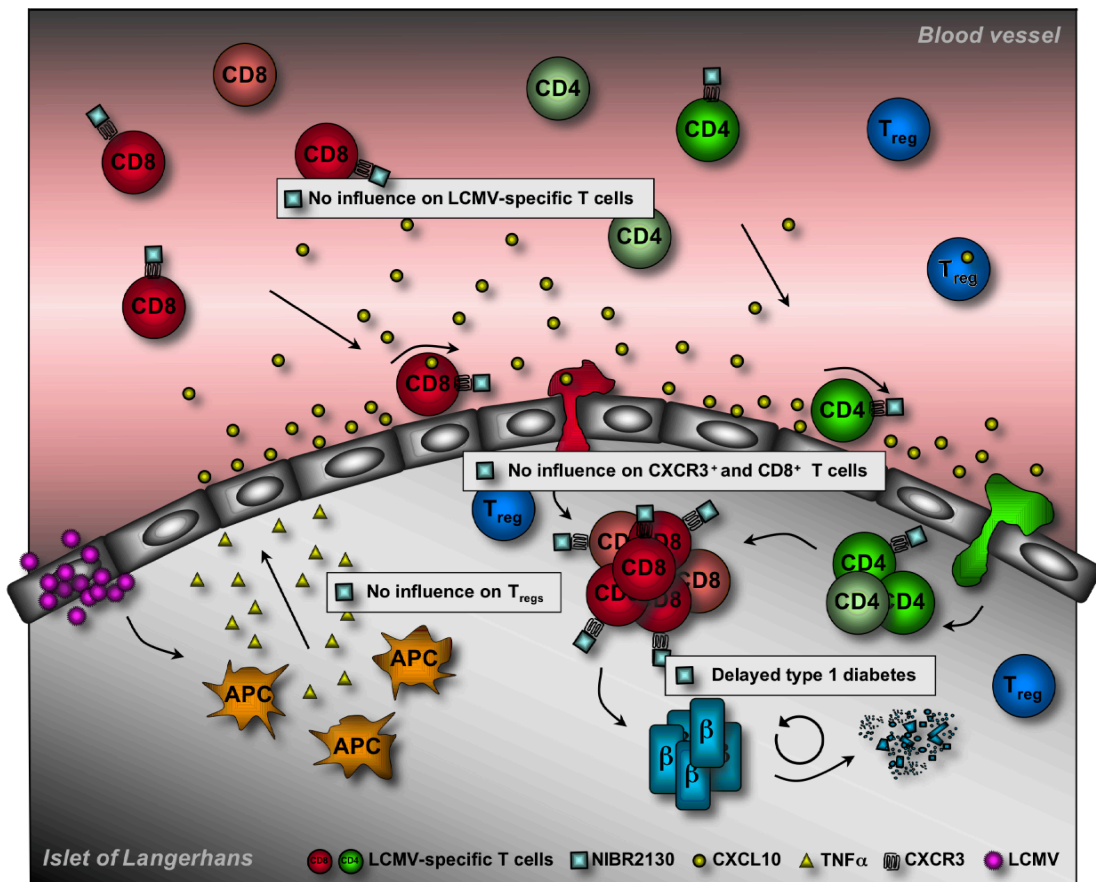 Blood vessel
CD8
CD4
CD4
Treg
CD8
CD8
No influence on LCMV-specific T cells
CD4
Treg
CD8
CD8
CD4
No influence on CXCR3+ and CD8+ T cells
Treg
CD
CD8
CD8
CD8
CD
CD8
CD4
CD4
CD4
No influence on Tregs
APC
APC
APC
Delayed type 1 diabetes
Treg
β
β
β
β
Islet of Langerhans
CD8
CD4
LCMV-specific T cells
NIBR2130
CXCL10
TNFα
CXCR3
LCMV